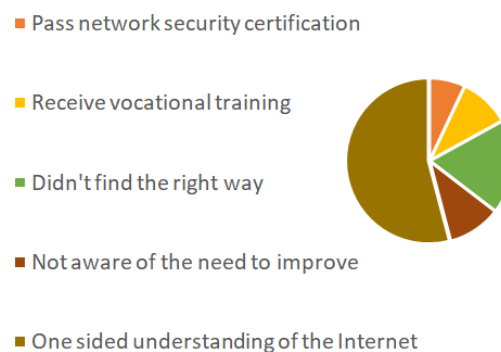 Pass network security certification
Receive vocational training
Didn't find the right way
Not aware of the need to improve
One sided understanding of the Internet